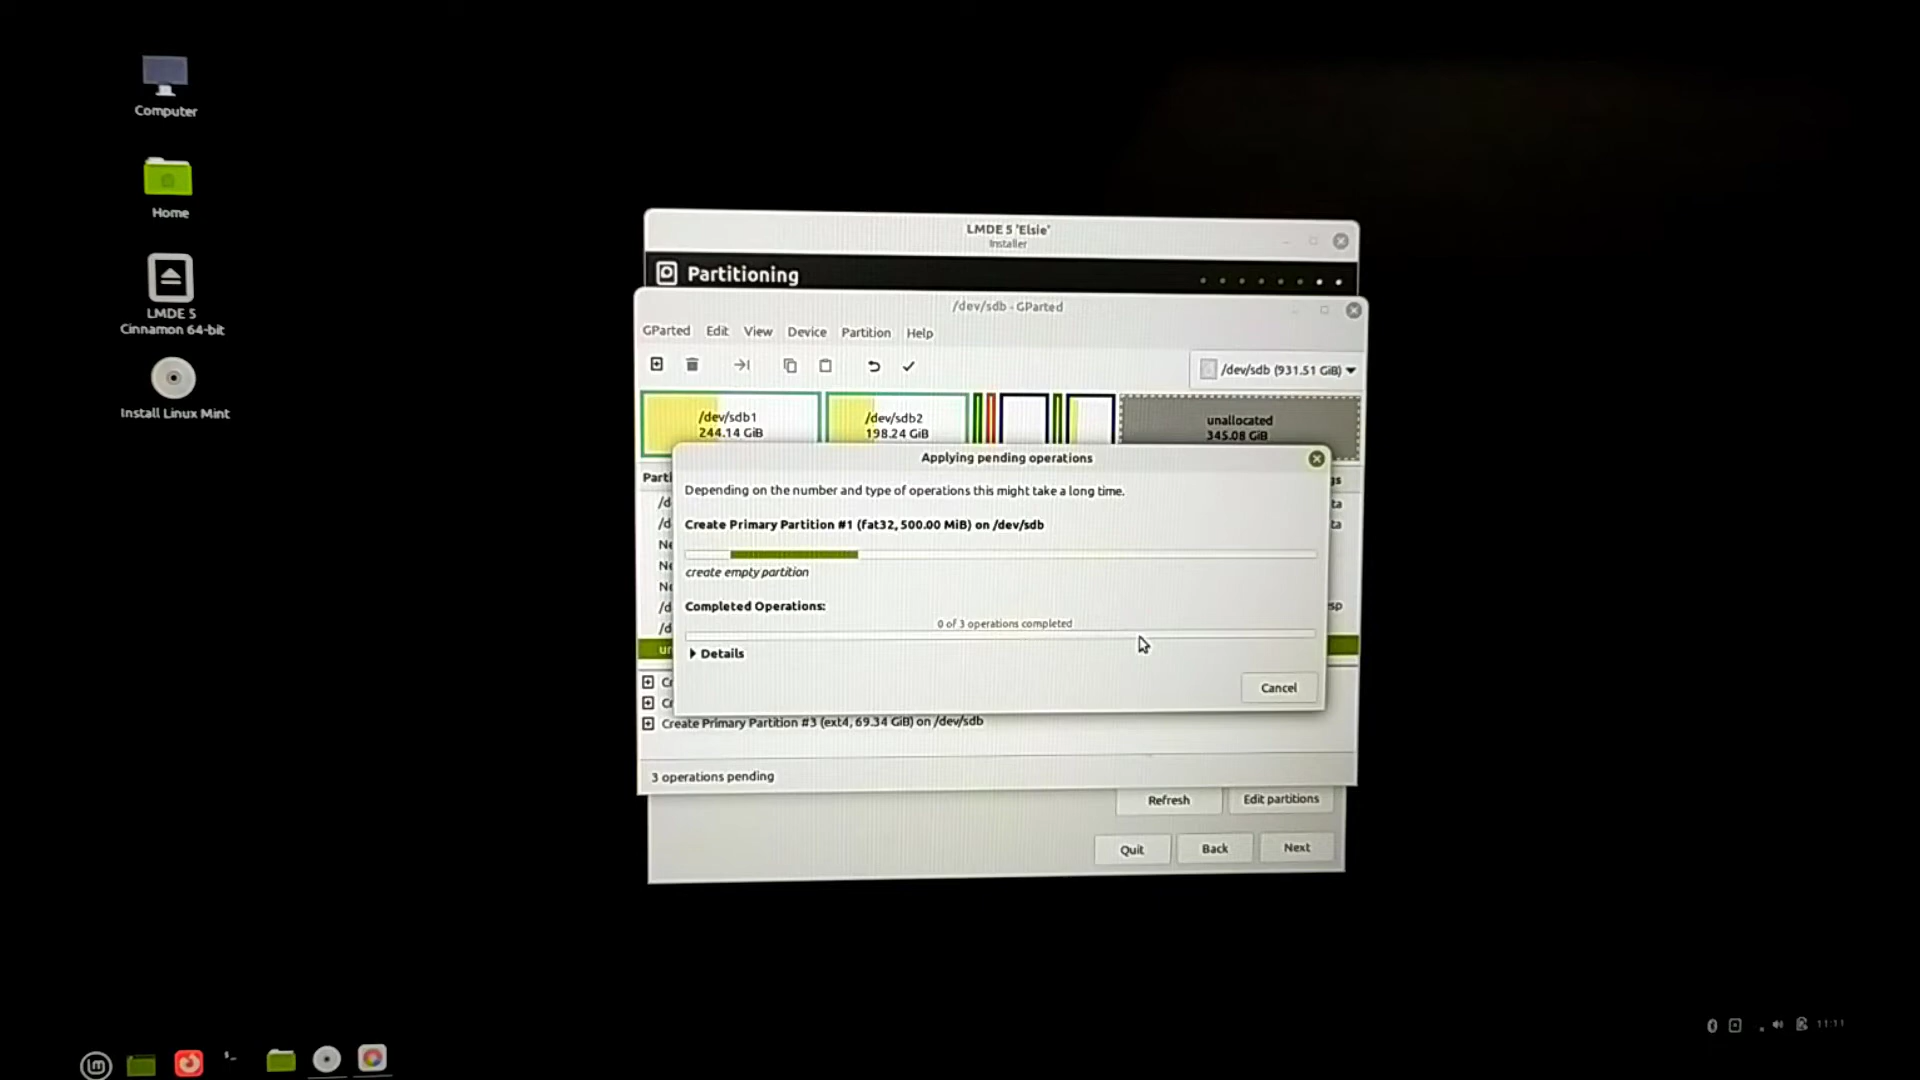 Computer
Home
LMDE 5
Cinnamon 64-bit
Install Linux Mint
LMDE 5 'Elsie'
Installer
Partitioning
/dev/sdb - GParted
GParted Edit View Device Partition Help
/dev/sdb (931.51 GiB)
/dev/sdb1
244.14 GiB
/dev/sdb2
198.24 GiB
unallocated
345.08 GiB
Applying pending operations
Depending on the number and type of operations this might take a long time.
Create Primary Partition #1 (fat32, 500.00 MiB) on /dev/sdb
create empty partition
Completed Operations:
0 of 3 operations completed
Details
Cancel
Create Primary Partition #3 (ext4, 69.34 GiB) on /dev/sdb
3 operations pending
Refresh Edit partitions
Quit Back Next
11:11